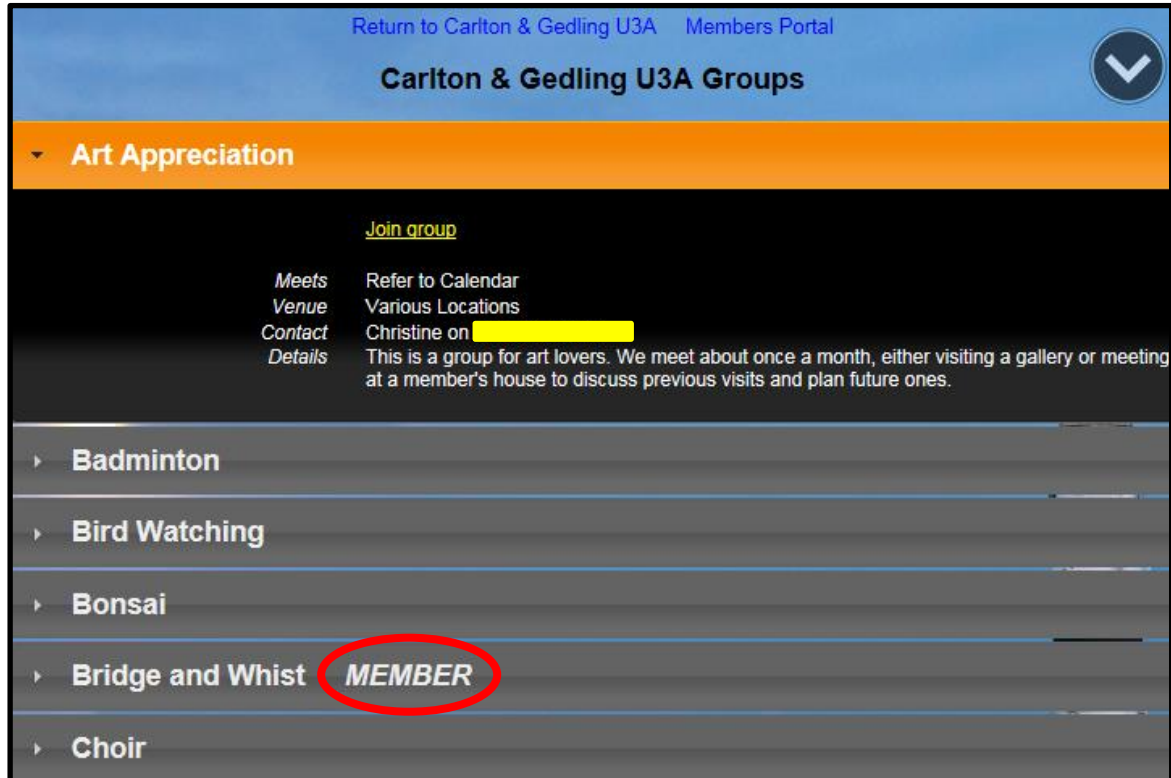 Return to Carlton & Gedling U3A Members Portal
Carlton & Gedling U3A Groups
Art Appreciation
Join group
Meets Refer to Calendar
Venue Various Locations
Contact Christine on
Details This is a group for art lovers. We meet about once a month, either visiting a gallery or meeting
at a member's house to discuss previous visits and plan future ones.
Badminton
Bird Watching
Bonsai
Bridge and Whist MEMBER
Choir